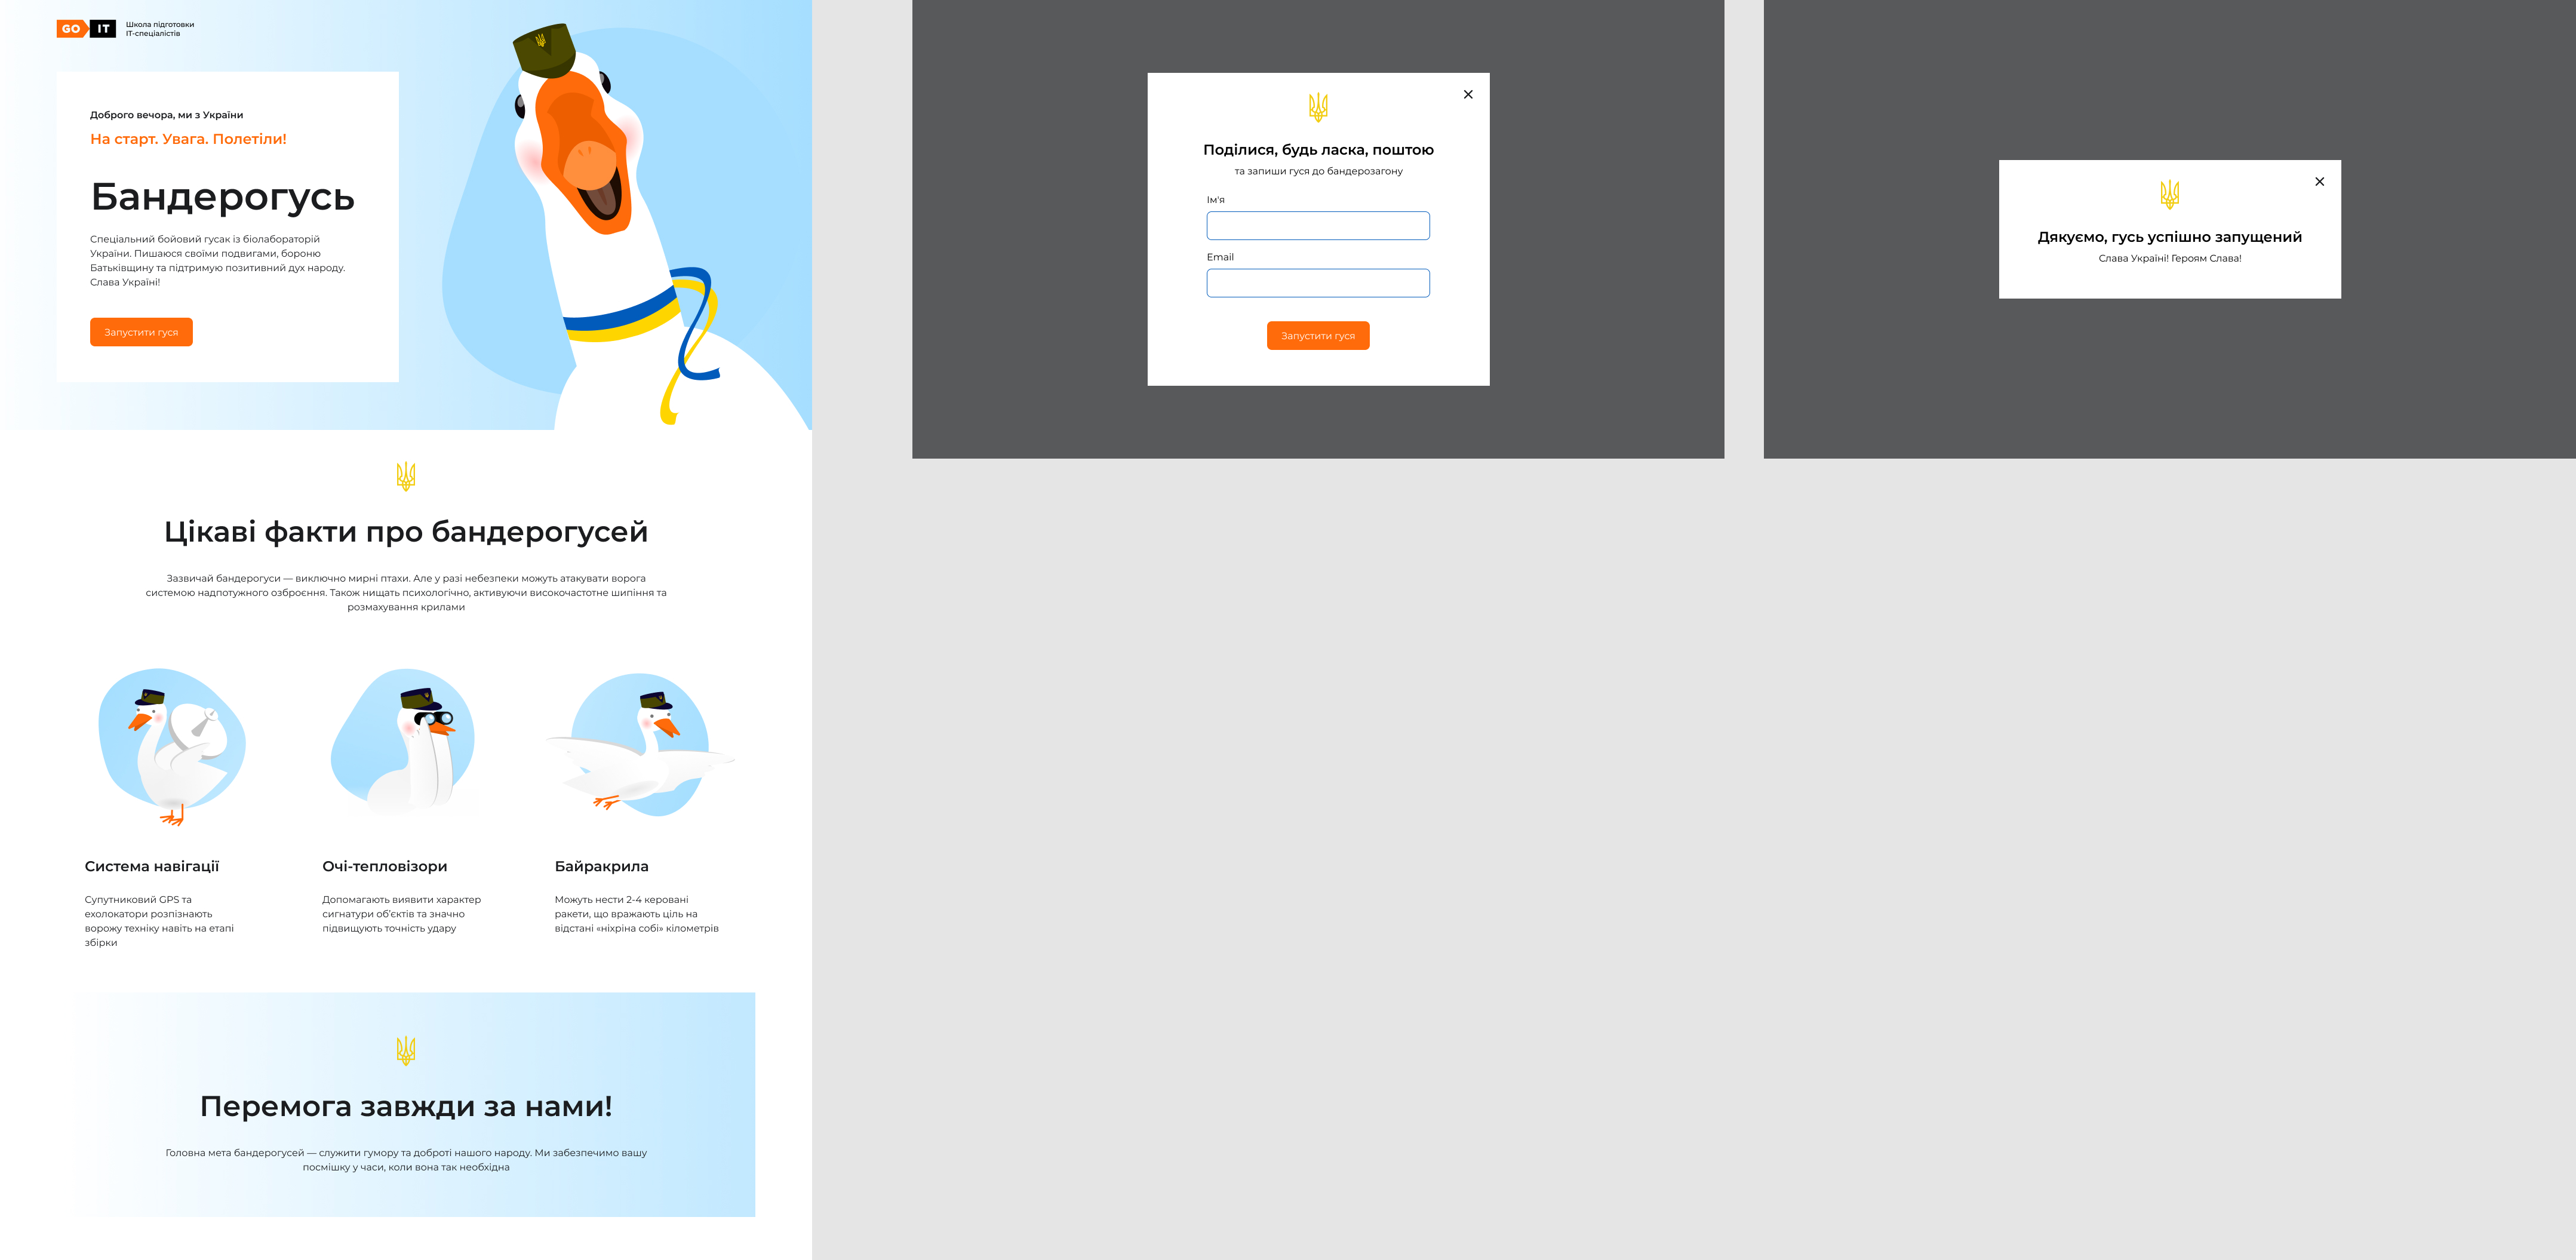 GO IT
Школа підготовки
ІТ-спеціалістів
Доброго вечора, ми з України
На старт. Увага. Полетіли!
Бандерогусь
Спеціальний бойовий гусак із біолабораторій
України. Пишаюся своїми подвигами, бороню
Батьківщину та підтримую позитивний дух народу.
Слава Україні!
Запустити гуся
Цікаві факти про бандерогусей
Зазвичай бандерогуси — виключно мирні птахи. Але у разі небезпеки можуть атакувати ворога
системою надпотужного озброєння. Також нищать психологічно, активуючи високочастотне шипіння та
розмахування крилами
Система навігації
Супутниковий GPS та
ехолокатори розпізнають
ворожу техніку навіть на етапі
збірки
Очі-тепловізори
Допомагають виявити характер
сигнатури об'єктів та значно
підвищують точність удару
Байракрила
Можуть нести 2-4 керовані
ракети, що вражають ціль на
відстані «ніхріна собі» кілометрів
Перемога завжди за нами!
Головна мета бандерогусей — служити гумору та доброті нашого народу. Ми забезпечимо вашу
посмішку у часи, коли вона так необхідна
Поділися, будь ласка, поштою
та запиши гуся до бандерозагону
Ім'я
Email
Запустити гуся
Дякуємо, гусь успішно запущений
Слава Україні! Героям Слава!